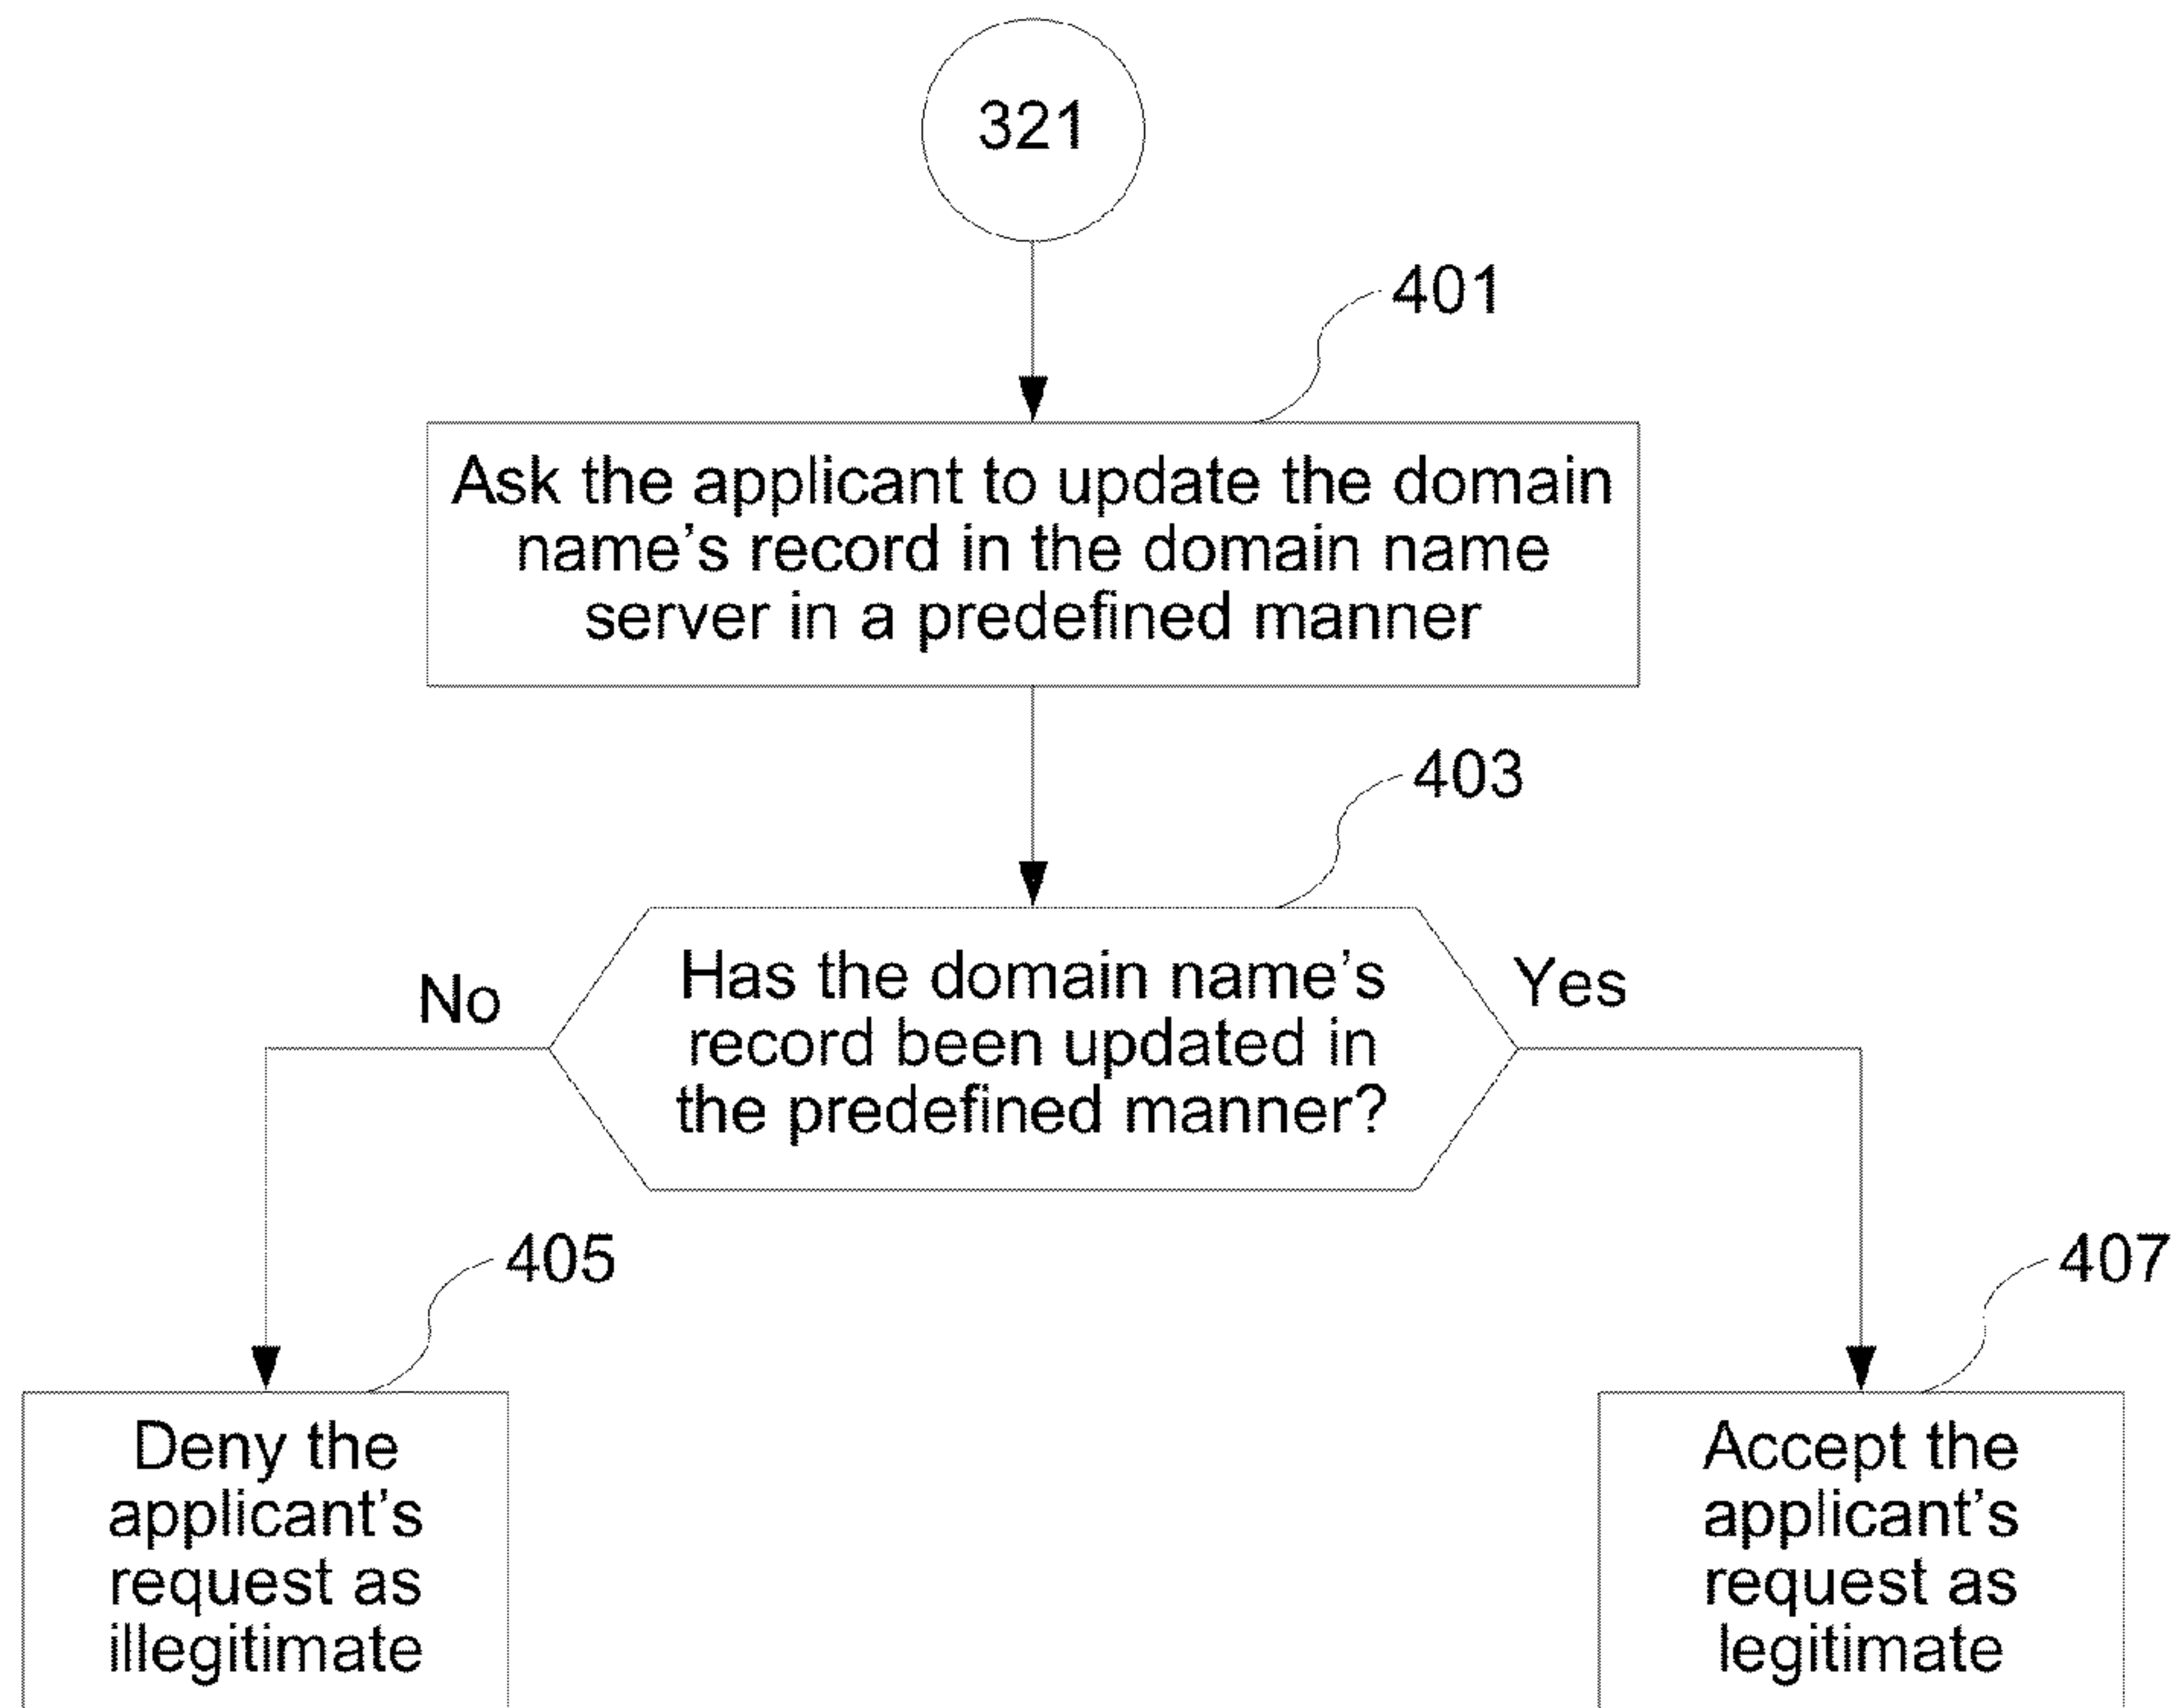 321
401
Ask the applicant to update the domain
name’s record in the domain name
server in a predefined manner
403
No
Has the domain name’s
record been updated in
the predefined manner?
Yes
405
Deny the
applicant’s
request as
illegitimate
407
Accept the
applicant’s
request as
legitimate